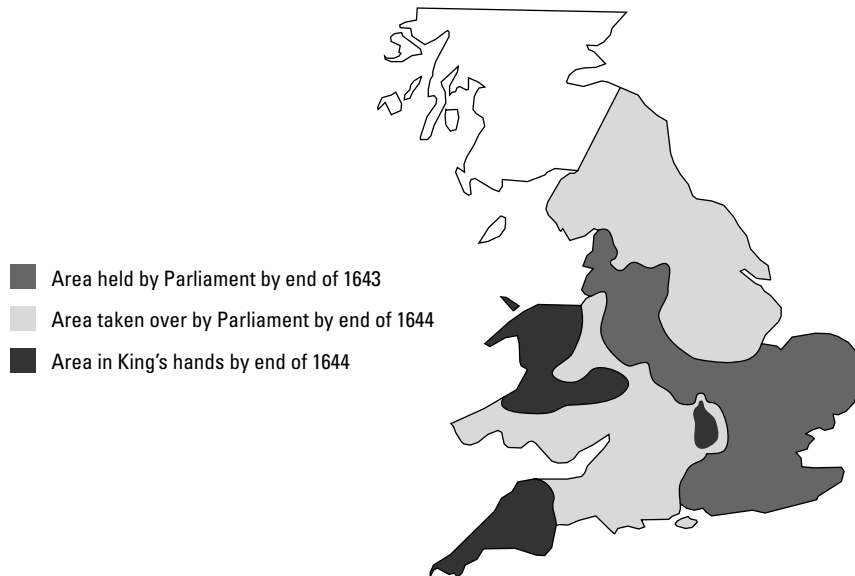 Area held by Parliament by end of 1643
Area taken over by Parliament by end of 1644
Area in King's hands by end of 1644